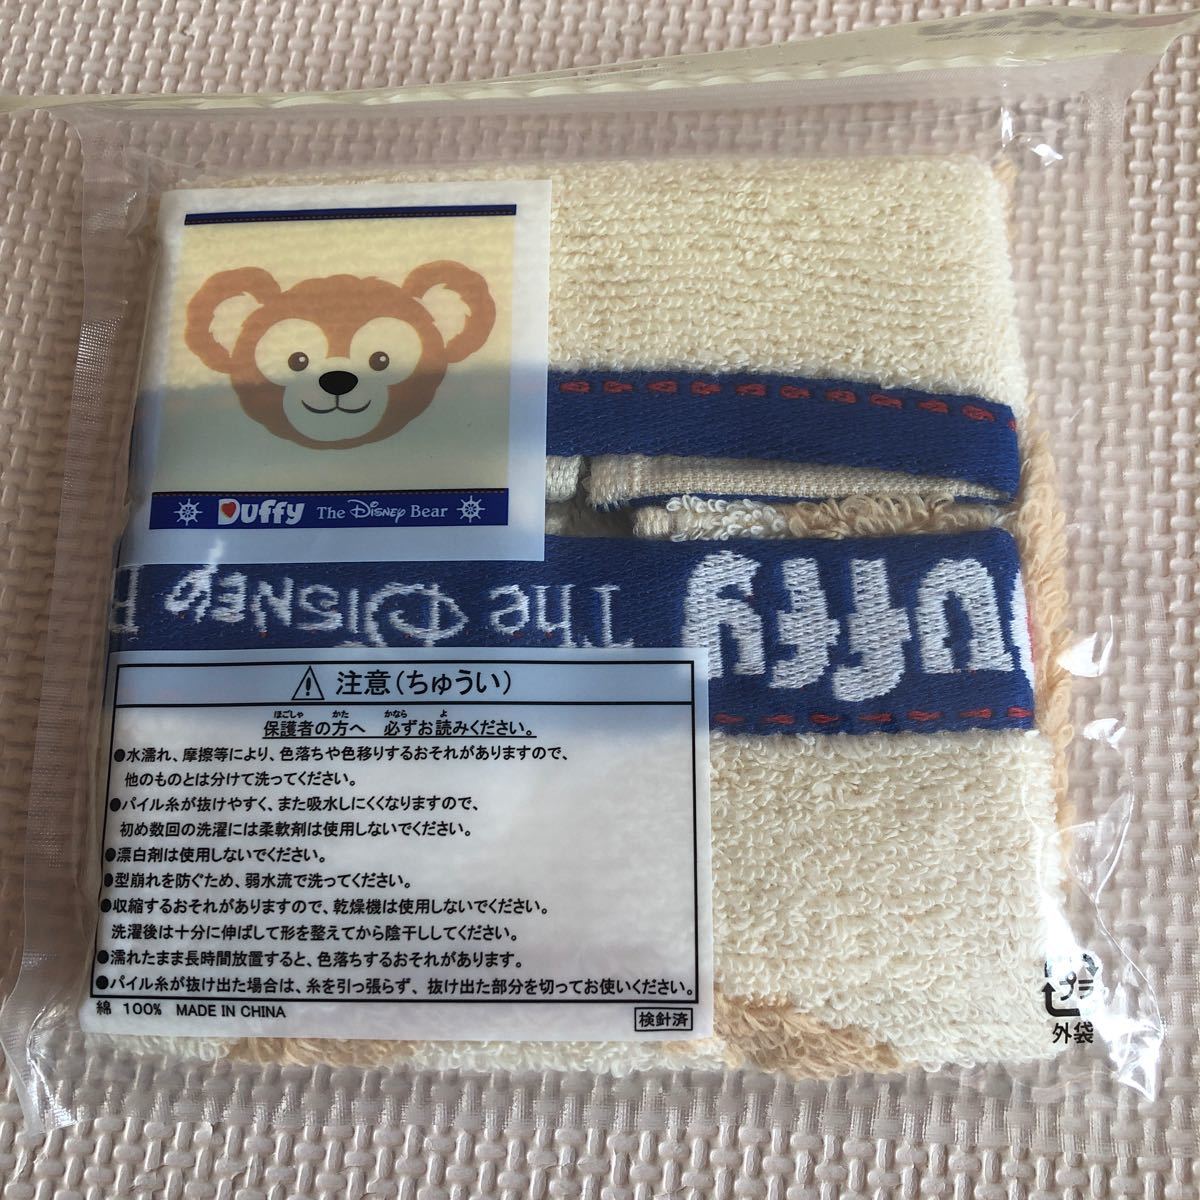 Duffy The Disney Bear
uffy The Disney B
注意(ちゅうい)
保護者の方へ 必ずお読みください。
ほごしゃ かた かなら よ
●水濡れ、摩擦等により、色落ちや色移りするおそれがありますので、
他のものとは分けて洗ってください。
●パイル糸が抜けやすく、また吸水しにくくなりますので、
初め数回の洗濯には柔軟剤は使用しないでください。
●漂白剤は使用しないでください。
●型崩れを防ぐため、弱水流で洗ってください。
●収縮するおそれがありますので、乾燥機は使用しないでください。
洗濯後は十分に伸ばして形を整えてから陰干ししてください。
●濡れたまま長時間放置すると、色落ちするおそれがあります。
●パイル糸が抜け出た場合は、糸を引っ張らず、抜け出た部分を切ってお使いください。
綿 100% MADE IN CHINA
検針済
プラ
外袋